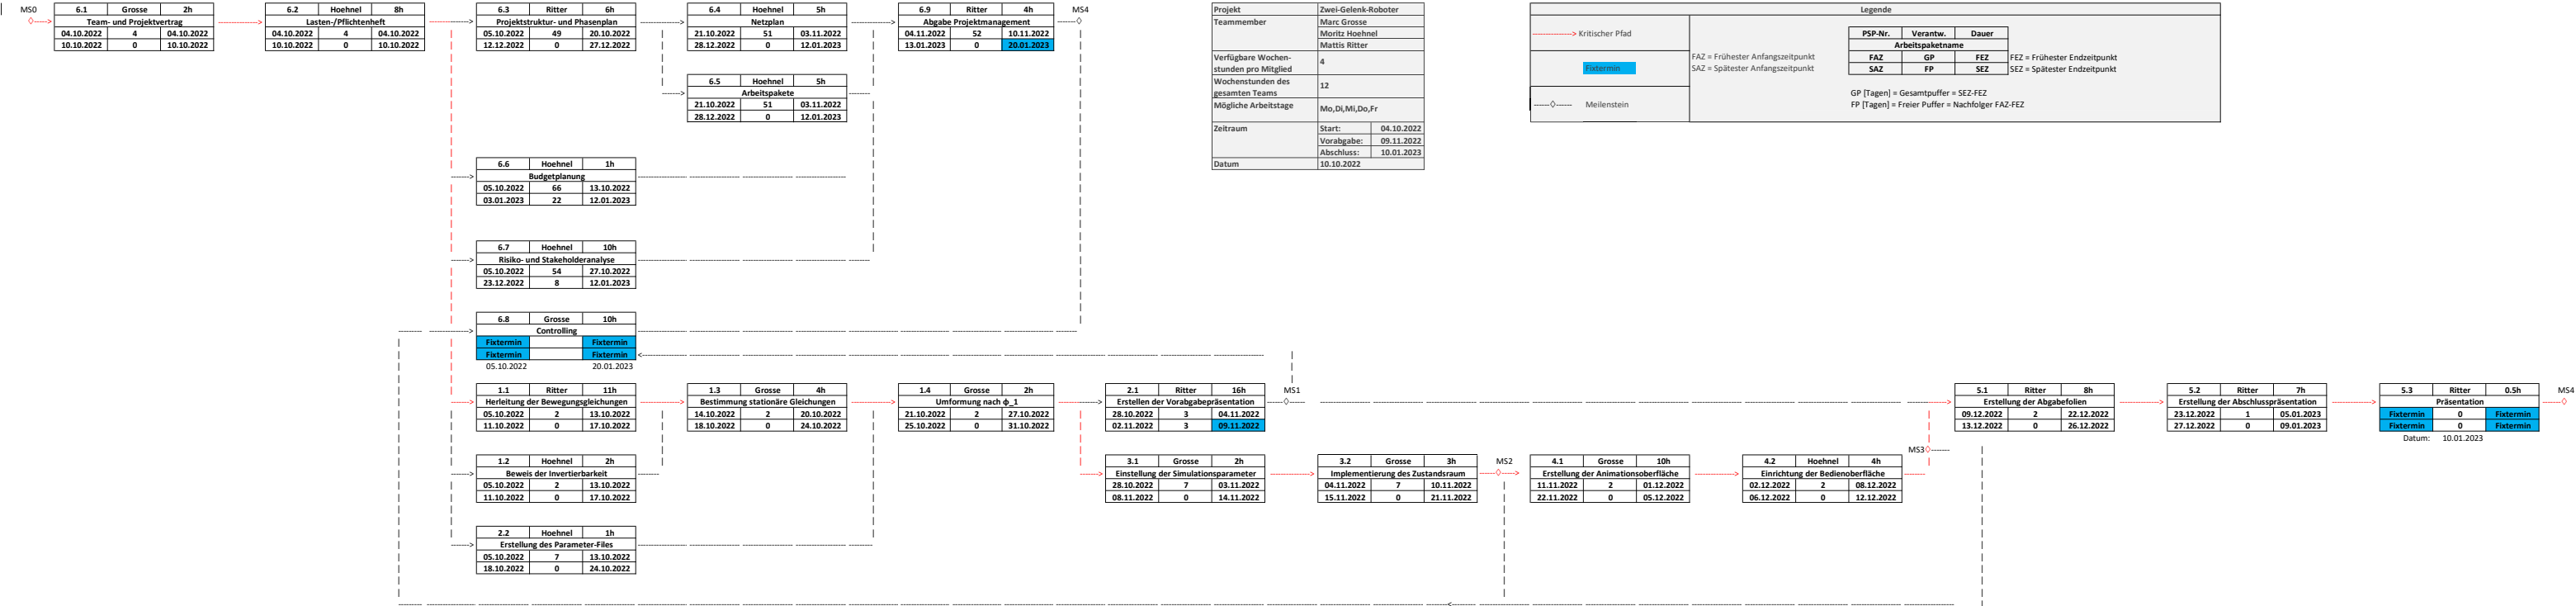 MS0
6.1 Grosse 2h
Team- und Projektvertrag
04.10.2022 4 04.10.2022
10.10.2022 0 10.10.2022
6.2 Hoehnel 8h
Lasten-/Pflichtenheft
04.10.2022 4 04.10.2022
10.10.2022 0 10.10.2022
6.3 Ritter 6h
Projektstruktur- und Phasenplan
05.10.2022 49 20.10.2022
12.12.2022 0 27.12.2022
6.4 Hoehnel 5h
Netzplan
21.10.2022 51 03.11.2022
28.12.2022 0 12.01.2023
6.9 Ritter 4h
Abgabe Projektmanagement
04.11.2022 52 10.11.2022
13.01.2023 0 20.01.2023
MS4
6.5 Hoehnel 5h
Arbeitspakete
21.10.2022 51 03.11.2022
28.12.2022 0 12.01.2023
Projekt Zwei-Gelenk-Roboter
Teammember Marc Grosse
Moritz Hoehnel
Mattis Ritter
Verfügbare Wochen-
stunden pro Mitglied 4
Wochenstunden des
gesamten Teams 12
Mögliche Arbeitstage Mo,Di,Mi,Do,Fr
Zeitraum Start: 04.10.2022
Vorabgabe: 09.11.2022
Abschluss: 10.01.2023
Datum 10.10.2022
Legende
Kritischer Pfad
Fixtermin
Meilenstein
FAZ = Frühester Anfangszeitpunkt
SAZ = Spätester Anfangszeitpunkt
PSP-Nr. Verantw. Dauer
Arbeitspaketname
FAZ GP FEZ
SAZ FP SEZ
FEZ = Frühester Endzeitpunkt
SEZ = Spätester Endzeitpunkt
GP [Tagen] = Gesamtpuffer = SEZ-FEZ
FP [Tagen] = Freier Puffer = Nachfolger FAZ-FEZ
6.6 Hoehnel 1h
Budgetplanung
05.10.2022 66 13.10.2022
03.01.2023 22 12.01.2023
6.7 Hoehnel 10h
Risiko- und Stakeholderanalyse
05.10.2022 54 27.10.2022
23.12.2022 8 12.01.2023
6.8 Grosse 10h
Controlling
Fixtermin Fixtermin
Fixtermin Fixtermin
05.10.2022 20.01.2023
1.1 Ritter 11h
Herleitung der Bewegungsgleichungen
05.10.2022 2 13.10.2022
11.10.2022 0 17.10.2022
1.3 Grosse 4h
Bestimmung stationäre Gleichungen
14.10.2022 2 20.10.2022
18.10.2022 0 24.10.2022
1.4 Grosse 2h
Umformung nach ϕ_1
21.10.2022 2 27.10.2022
25.10.2022 0 31.10.2022
2.1 Ritter 16h
Erstellen der Vorabgabepräsentation
28.10.2022 3 04.11.2022
02.11.2022 3 09.11.2022
MS1
5.1 Ritter 8h
Erstellung der Abgabefolien
09.12.2022 2 22.12.2022
13.12.2022 0 26.12.2022
5.2 Ritter 7h
Erstellung der Abschlusspräsentation
23.12.2022 1 05.01.2023
27.12.2022 0 09.01.2023
5.3 Ritter 0.5h
Präsentation
Fixtermin 0 Fixtermin
Fixtermin 0 Fixtermin
Datum: 10.01.2023
MS4
1.2 Hoehnel 2h
Beweis der Invertierbarkeit
05.10.2022 2 13.10.2022
11.10.2022 0 17.10.2022
3.1 Grosse 2h
Einstellung der Simulationsparameter
28.10.2022 7 03.11.2022
08.11.2022 0 14.11.2022
3.2 Grosse 3h
Implementierung des Zustandsraum
04.11.2022 7 10.11.2022
15.11.2022 0 21.11.2022
MS2
4.1 Grosse 10h
Erstellung der Animationsoberfläche
11.11.2022 2 01.12.2022
22.11.2022 0 05.12.2022
4.2 Hoehnel 4h
Einrichtung der Bedienoberfläche
02.12.2022 2 08.12.2022
06.12.2022 0 12.12.2022
MS3
2.2 Hoehnel 1h
Erstellung des Parameter-Files
05.10.2022 7 13.10.2022
18.10.2022 0 24.10.2022